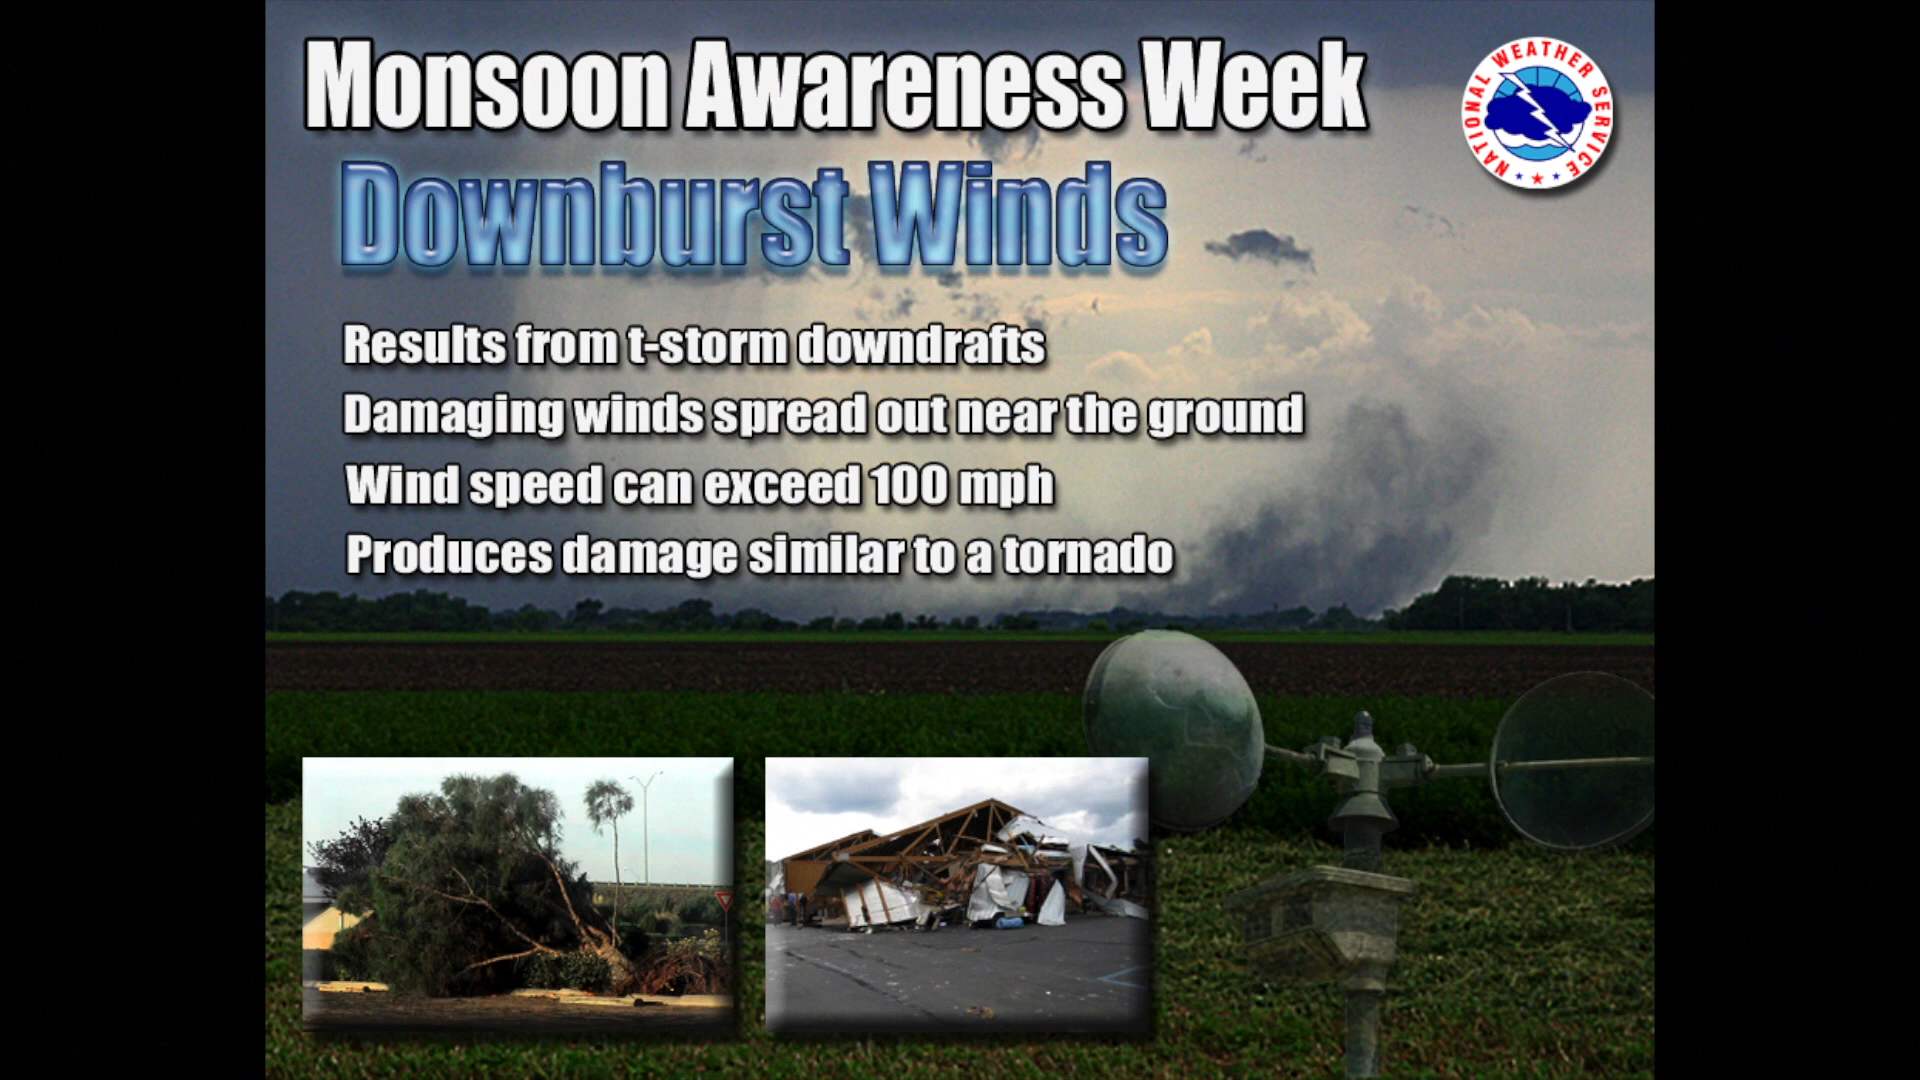 Monsoon Awareness Week
NATIONAL WEATHER SERVICE
Downburst Winds
Results from t-storm downdrafts
Damaging winds spread out near the ground
Wind speed can exceed 100 mph
Produces damage similar to a tornado